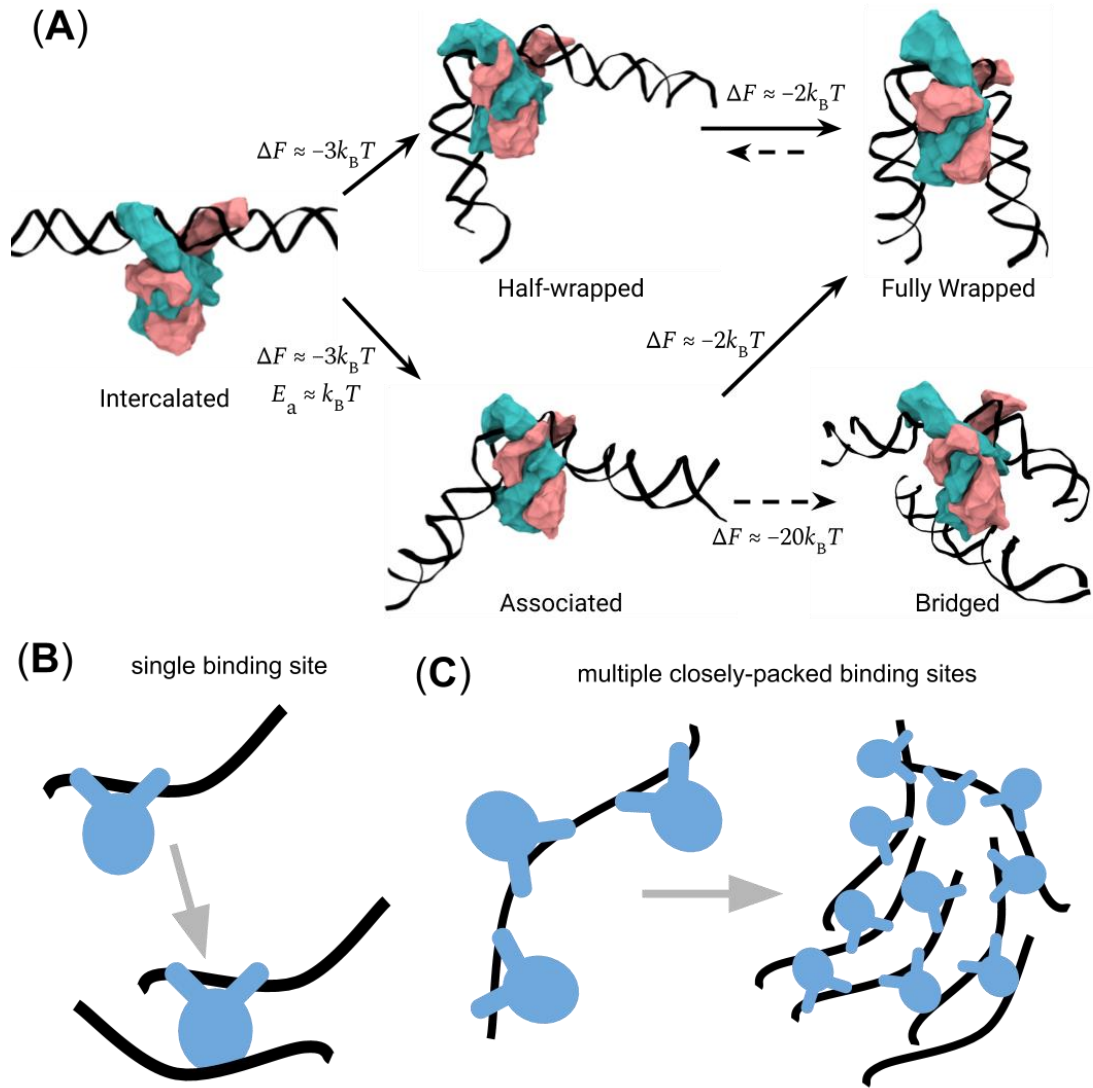 (A)
ΔF ≈ −2k_BT
ΔF ≈ −3k_BT
Half-wrapped
Fully Wrapped
ΔF ≈ −2k_BT
ΔF ≈ −3k_BT
E_a ≈ k_BT
Intercalated
ΔF ≈ −20k_BT
Associated
Bridged
(B)
single binding site
(C)
multiple closely-packed binding sites